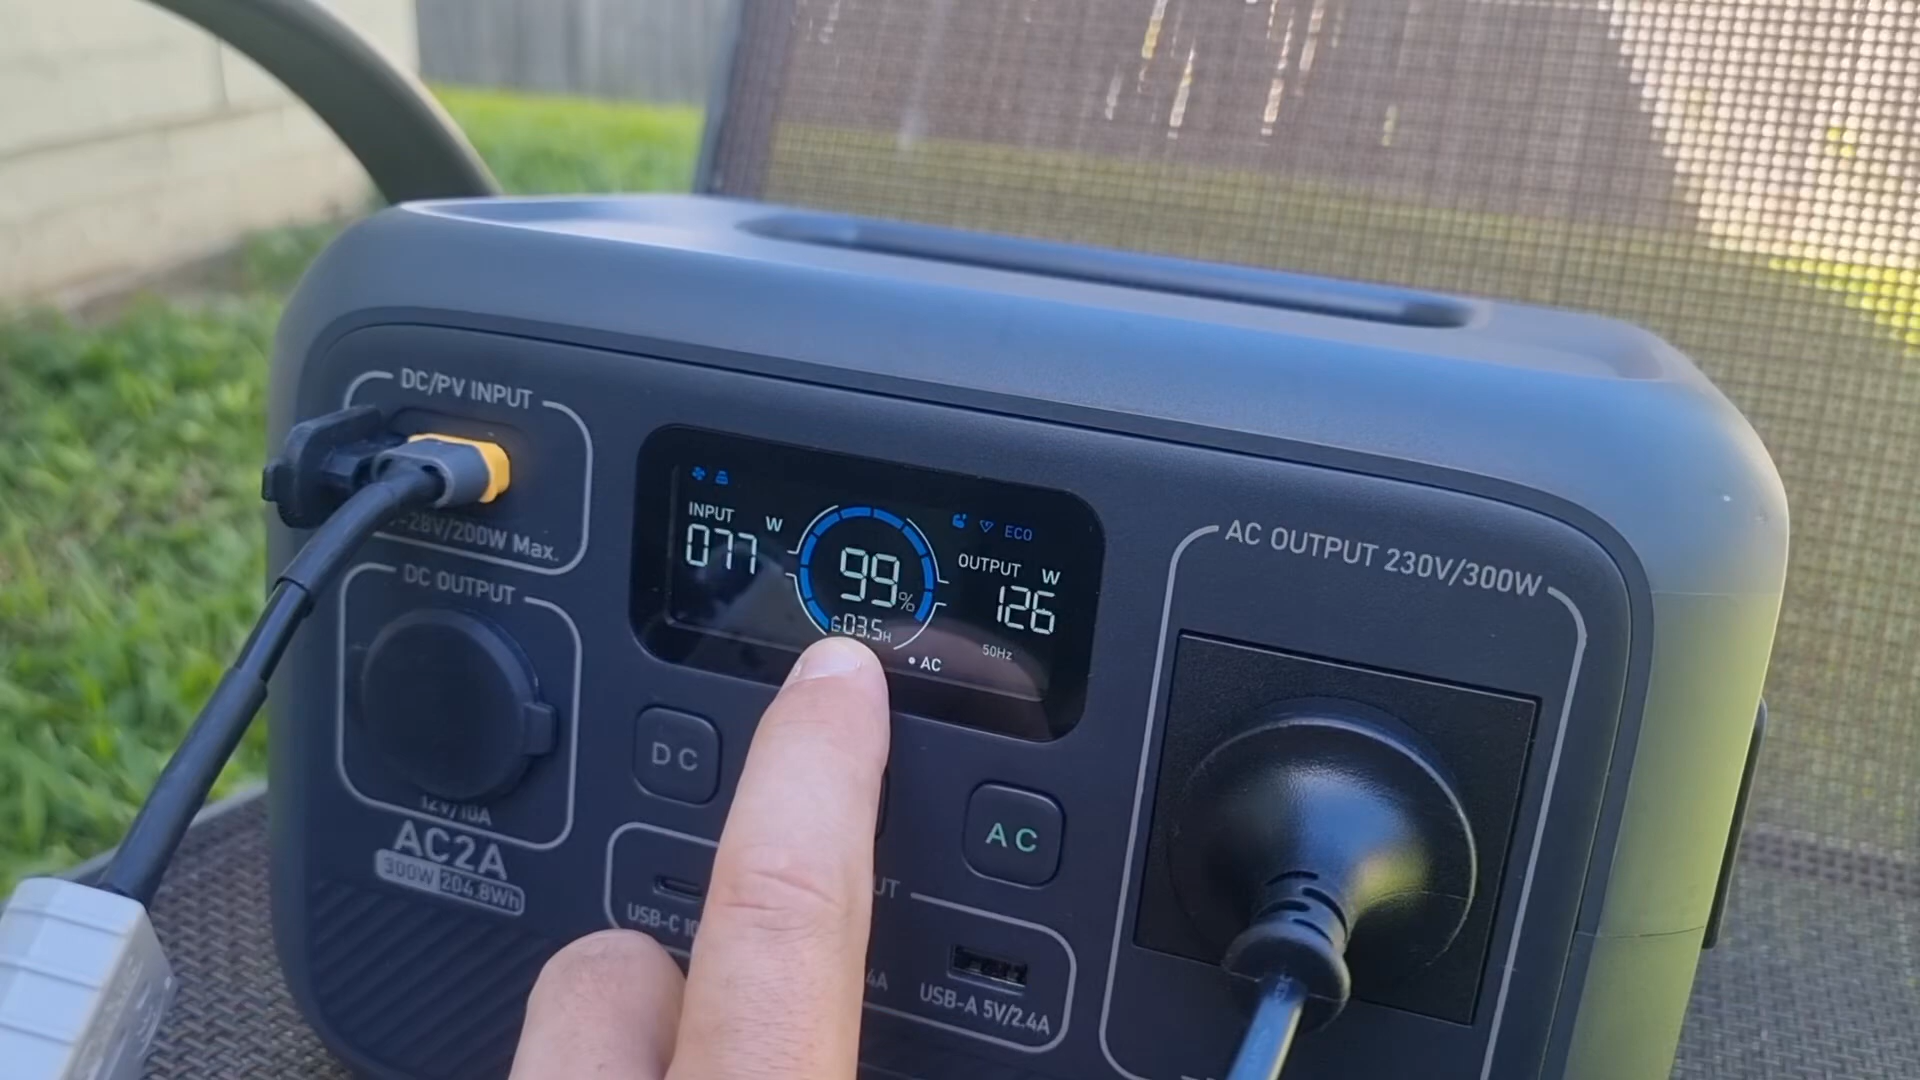 DC/PV INPUT
-28V/200W Max.
DC OUTPUT
12V/10A
AC2A
300W 204.8Wh
INPUT W
077
99%
03.5H
ECO
OUTPUT W
126
50Hz
AC
DC
AC
USB-C
USB-A 5V/2.4A
AC OUTPUT 230V/300W